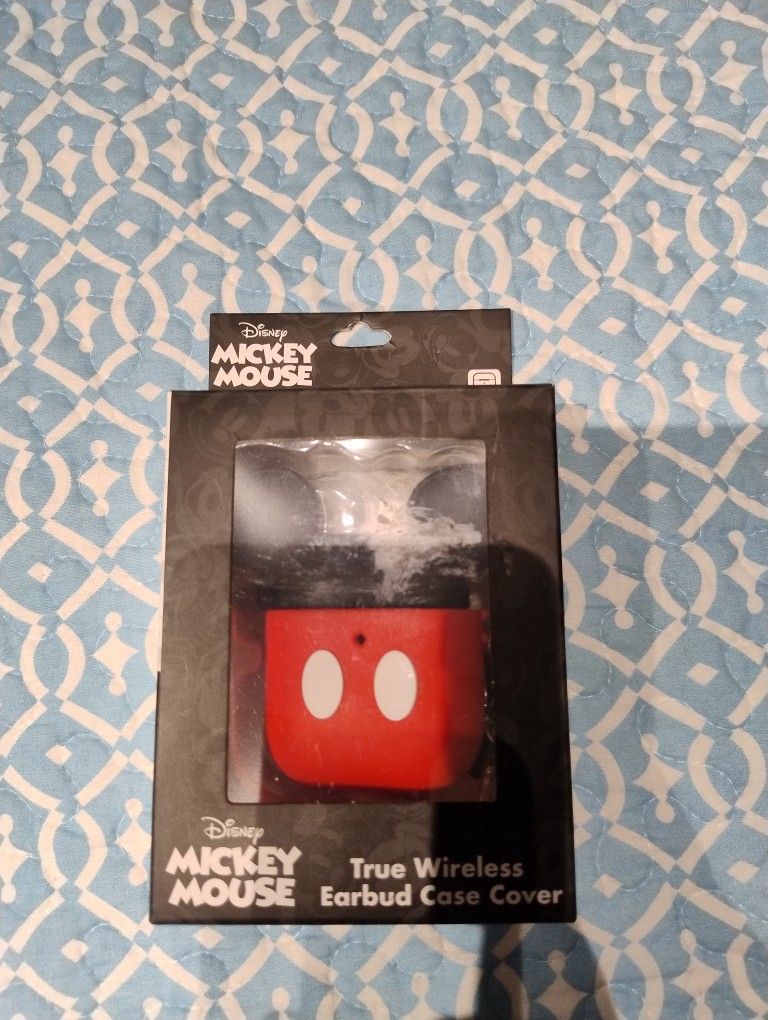 Disney
MICKEY
MOUSE
Disney
MICKEY
MOUSE
True Wireless
Earbud Case Cover